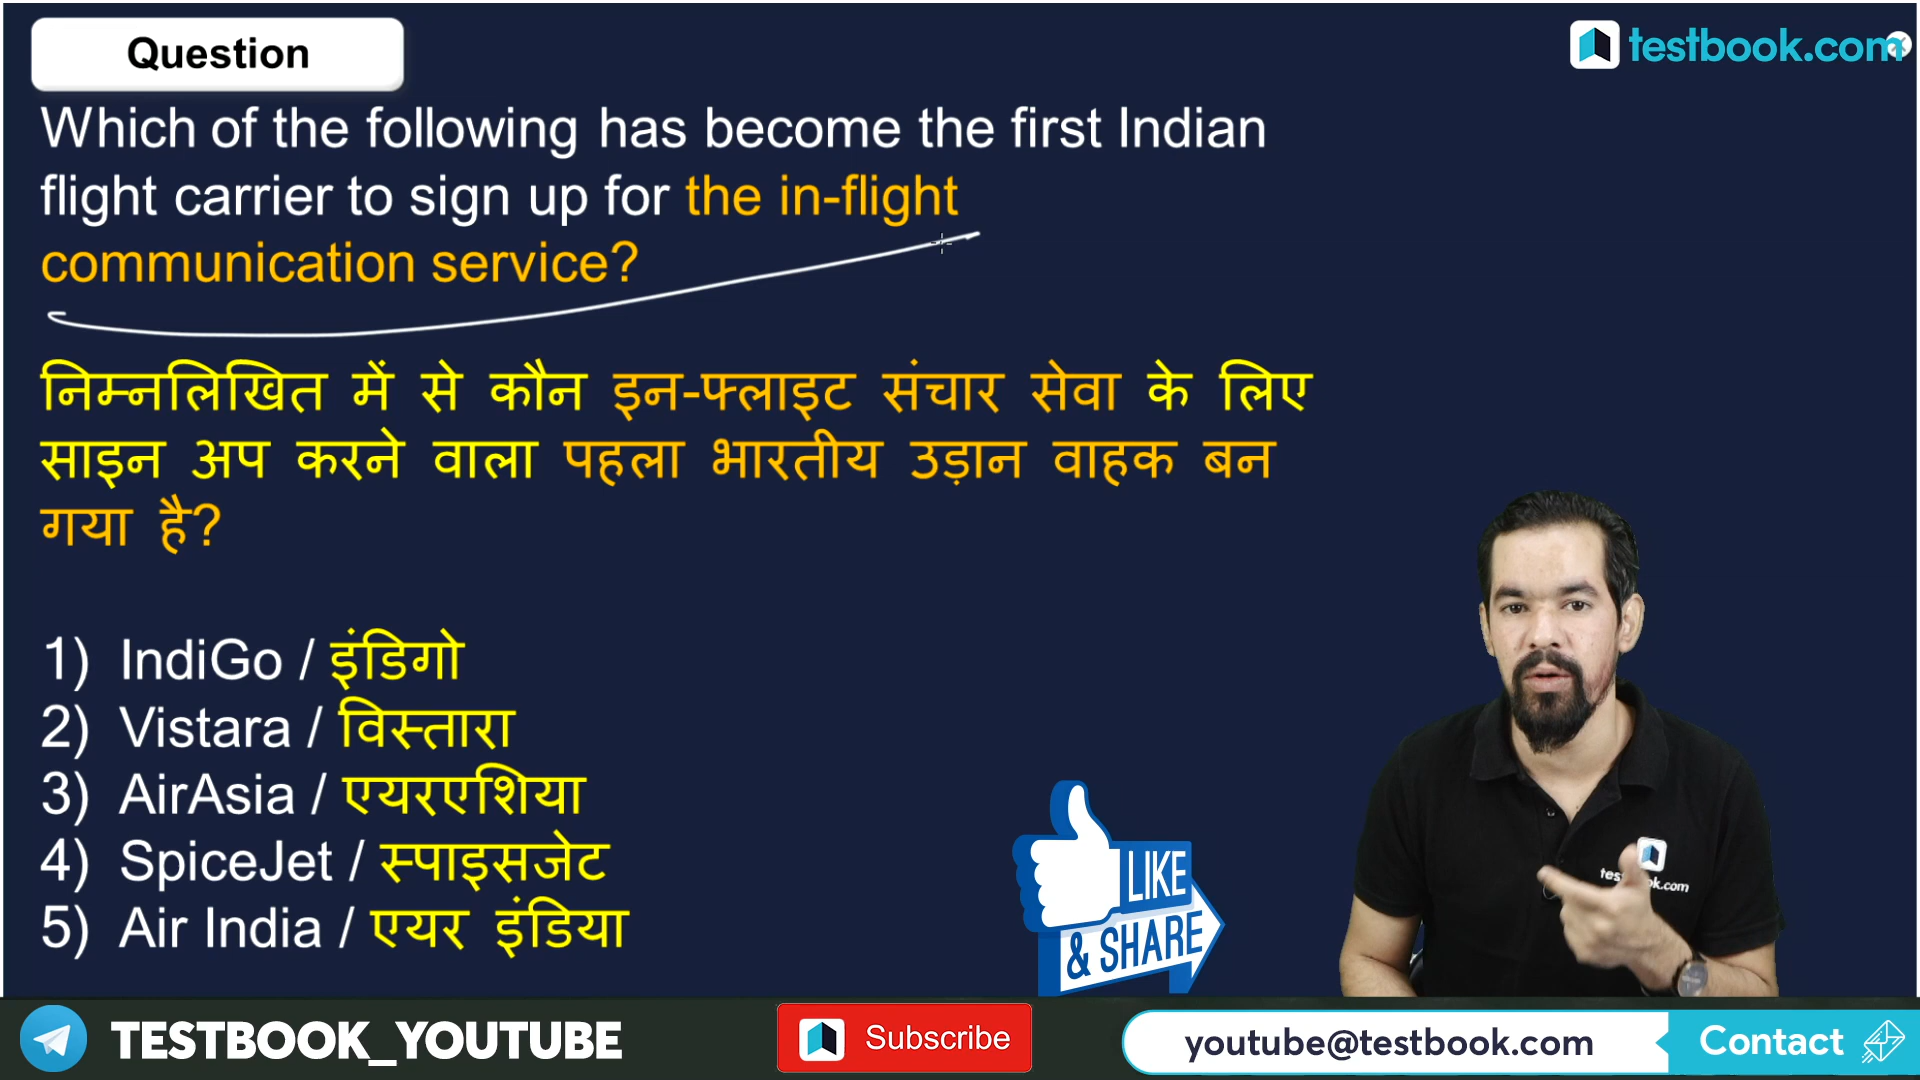 Question
testbook.com
Which of the following has become the first Indian
flight carrier to sign up for the in-flight
communication service?
निम्नलिखित में से कौन इन-फ्लाइट संचार सेवा के लिए
साइन अप करने वाला पहला भारतीय उड़ान वाहक बन
गया है?
1) IndiGo / इंडिगो
2) Vistara / विस्तारा
3) AirAsia / एयरएशिया
4) SpiceJet / स्पाइसजेट
5) Air India / एयर इंडिया
LIKE
& SHARE
TESTBOOK_YOUTUBE
Subscribe
youtube@testbook.com
Contact